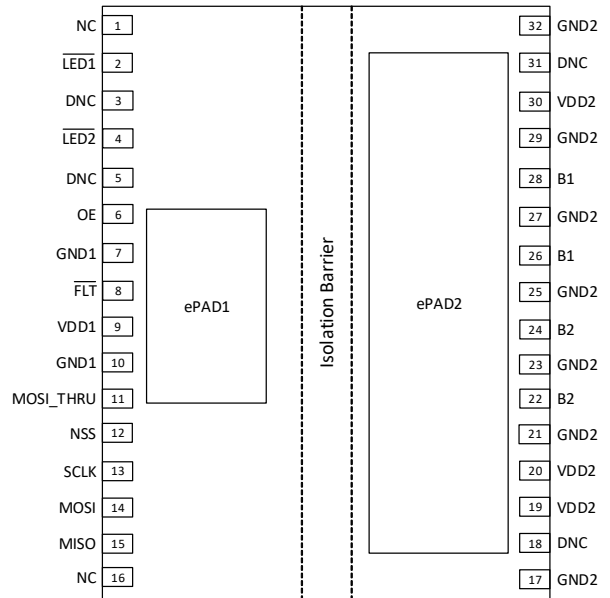 NC 1 32 GND2
L̅E̅D̅1̅ 2 31 DNC
DNC 3 30 VDD2
L̅E̅D̅2̅ 4 29 GND2
DNC 5 28 B1
OE 6 27 GND2
GND1 7 26 B1
F̅L̅T̅ 8 25 GND2
ePAD1 Isolation Barrier ePAD2
VDD1 9 24 B2
GND1 10 23 GND2
MOSI_THRU 11 22 B2
NSS 12 21 GND2
SCLK 13 20 VDD2
MOSI 14 19 VDD2
MISO 15 18 DNC
NC 16 17 GND2